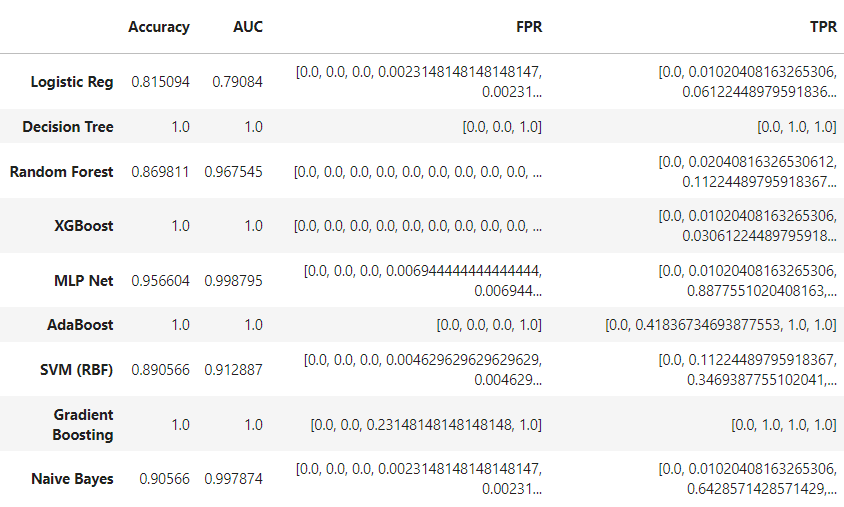 Accuracy AUC FPR TPR
Logistic Reg 0.815094 0.79084 [0.0, 0.0, 0.0, 0.0023148148148148147, 0.00231... [0.0, 0.01020408163265306, 0.06122448979591836...
Decision Tree 1.0 1.0 [0.0, 0.0, 1.0] [0.0, 1.0, 1.0]
Random Forest 0.869811 0.967545 [0.0, 0.0, 0.0, 0.0, 0.0, 0.0, 0.0, 0.0, 0.0, ... [0.0, 0.02040816326530612, 0.11224489795918367...
XGBoost 1.0 1.0 [0.0, 0.0, 0.0, 0.0, 0.0, 0.0, 0.0, 0.0, 0.0, ... [0.0, 0.01020408163265306, 0.03061224489795918...
MLP Net 0.956604 0.998795 [0.0, 0.0, 0.0, 0.006944444444444444, 0.006944... [0.0, 0.01020408163265306, 0.8877551020408163,...
AdaBoost 1.0 1.0 [0.0, 0.0, 0.0, 1.0] [0.0, 0.41836734693877553, 1.0, 1.0]
SVM (RBF) 0.890566 0.912887 [0.0, 0.0, 0.0, 0.004629629629629629, 0.004629... [0.0, 0.11224489795918367, 0.3469387755102041,...
Gradient Boosting 1.0 1.0 [0.0, 0.0, 0.23148148148148148, 1.0] [0.0, 1.0, 1.0, 1.0]
Naive Bayes 0.90566 0.997874 [0.0, 0.0, 0.0, 0.0023148148148148147, 0.00231... [0.0, 0.01020408163265306, 0.6428571428571429,...